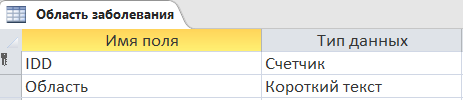 Область заболевания
Имя поля Тип данных
IDD Счетчик
Область Короткий текст